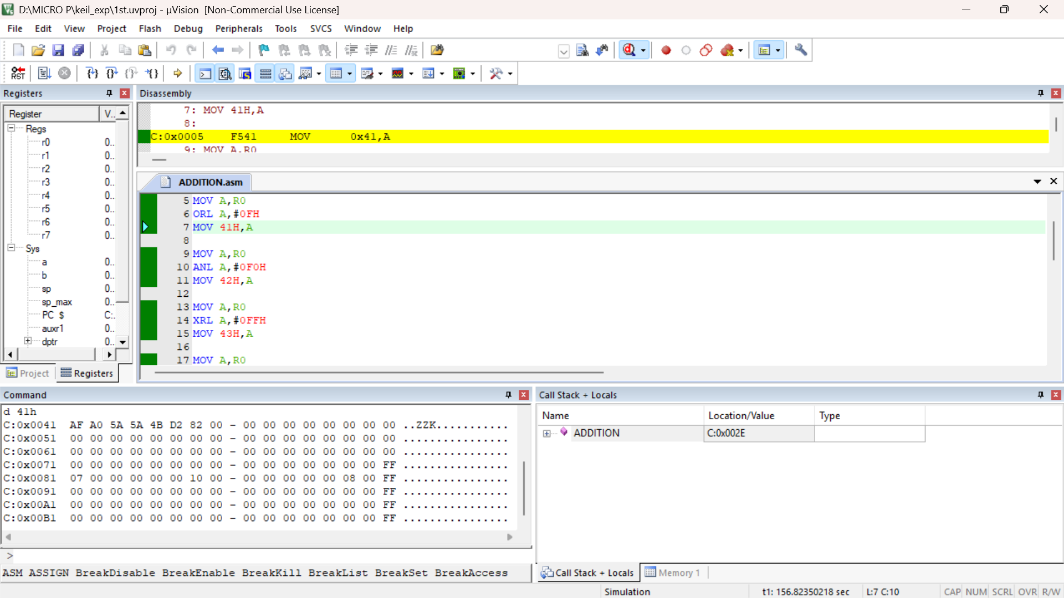 D:\MICRO P\keil_exp\1st.uvproj - µVision [Non-Commercial Use License]
File Edit View Project Flash Debug Peripherals Tools SVCS Window Help
RST
Registers
Register V..
Regs
r0 0..
r1 0..
r2 0..
r3 0..
r4 0..
r5 0..
r6 0..
r7 0..
Sys
a 0..
b 0..
sp 0..
sp_max 0..
PC $ C:.
auxr1 0..
dptr 0..
Project Registers
Disassembly
7: MOV 41H,A
8:
C:0x0005 F541 MOV 0x41,A
9: MOV A,R0
ADDITION.asm
5 MOV A,R0
6 ORL A,#0FH
7 MOV 41H,A
8
9 MOV A,R0
10 ANL A,#0F0H
11 MOV 42H,A
12
13 MOV A,R0
14 XRL A,#0FFH
15 MOV 43H,A
16
17 MOV A,R0
Command
d 41h
C:0x0041 AF A0 5A 5A 4B D2 82 00 - 00 00 00 00 00 00 00 00 ..ZZK...........
C:0x0051 00 00 00 00 00 00 00 00 - 00 00 00 00 00 00 00 00 ................
C:0x0061 00 00 00 00 00 00 00 00 - 00 00 00 00 00 00 00 00 ................
C:0x0071 00 00 00 00 00 00 00 00 - 00 00 00 00 00 00 00 FF ................
C:0x0081 07 00 00 00 00 00 10 00 - 00 00 00 00 00 08 00 FF ................
C:0x0091 00 00 00 00 00 00 00 00 - 00 00 00 00 00 00 00 FF ................
C:0x00A1 00 00 00 00 00 00 00 00 - 00 00 00 00 00 00 00 FF ................
C:0x00B1 00 00 00 00 00 00 00 00 - 00 00 00 00 00 00 00 FF ................
>
ASM ASSIGN BreakDisable BreakEnable BreakKill BreakList BreakSet BreakAccess
Call Stack + Locals
Name Location/Value Type
ADDITION C:0x002E
Call Stack + Locals Memory 1
Simulation t1: 156.82350218 sec L:7 C:10 CAP NUM SCRL OVR R/W